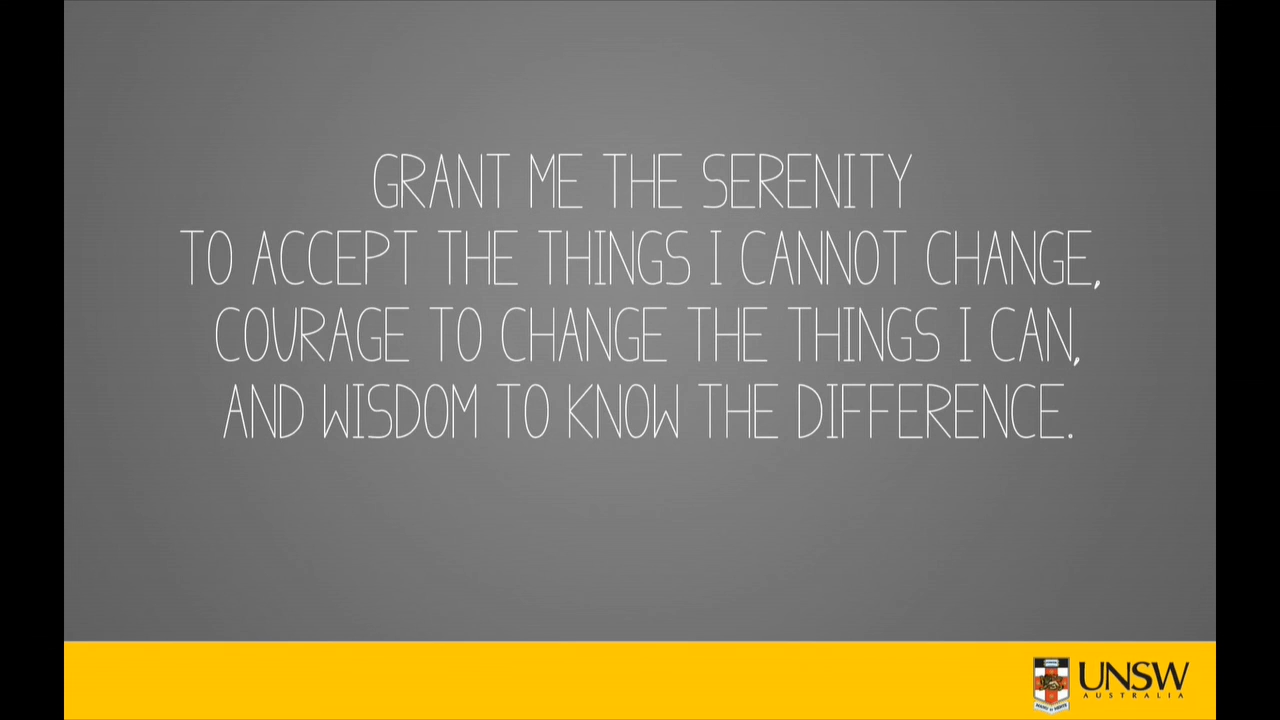 GRANT ME THE SERENITY
TO ACCEPT THE THINGS I CANNOT CHANGE,
COURAGE TO CHANGE THE THINGS I CAN,
AND WISDOM TO KNOW THE DIFFERENCE.
UNSW
AUSTRALIA